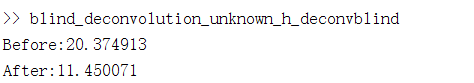 >> blind_deconvolution_unknown_h_deconvblind
Before:20.374913
After:11.450071